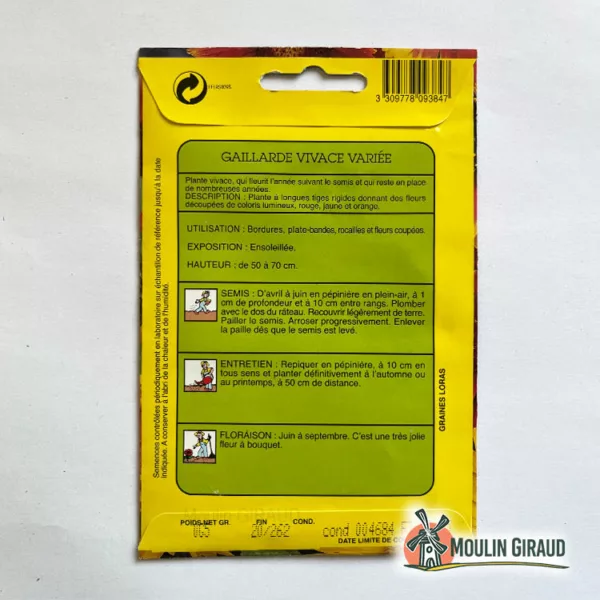 3 309778 093847
GAILLARDE VIVACE VARIÉE
Plante vivace, qui fleurit l'année suivant le semis et qui reste en place
de nombreuses années.
DESCRIPTION : Plante à longues tiges rigides donnant des fleurs
découpées de coloris lumineux, rouge, jaune et orange.
UTILISATION : Bordures, plate-bandes, rocailles et fleurs coupées.
EXPOSITION : Ensoleillée.
HAUTEUR : de 50 à 70 cm.
SEMIS : D'avril à juin en pépinière en plein-air, à 1
cm de profondeur et à 10 cm entre rangs. Plomber
avec le dos du râteau. Recouvrir légèrement de terre.
Pailler le semis. Arroser progressivement. Enlever
la paille dès que le semis est levé.
ENTRETIEN : Repiquer en pépinière, à 10 cm en
tous sens et planter définitivement à l'automne ou
au printemps, à 50 cm de distance.
FLORAISON : Juin à septembre. C'est une très jolie
fleur à bouquet.
Semences contrôlées périodiquement en laboratoire sur échantillon de référence jusqu'à la date
indiquée. A conserver à l'abri de la chaleur et de l'humidité.
GRAINES LORAS
POIDS NET GR. FIN COND.
0G5 20/262 cond 004684
DATE LIMITE DE
MOULIN GIRAUD